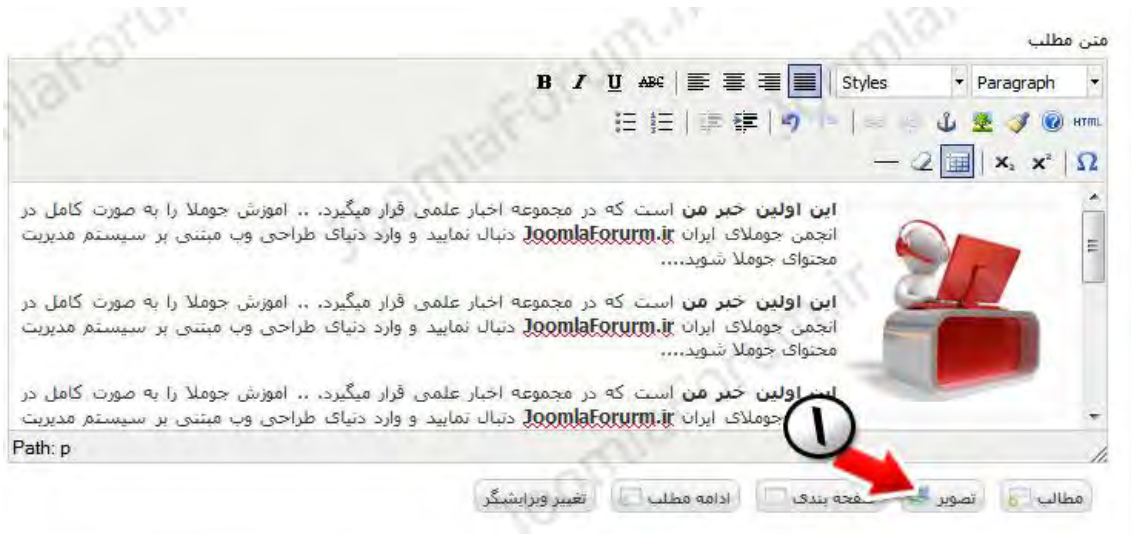 متن مطلب
B I U ABC Styles Paragraph
HTML
x₂ x² Ω
این اولین خبر من است که در مجموعه اخبار علمی قرار میگیرد. .. اموزش جوملا را به صورت کامل در
انجمن جوملای ایران JoomlaForurm.ir دنبال نمایید و وارد دنیای طراحی وب مبتنی بر سیستم مدیریت
محتوای جوملا شوید....
این اولین خبر من است که در مجموعه اخبار علمی قرار میگیرد. .. اموزش جوملا را به صورت کامل در
انجمن جوملای ایران JoomlaForurm.ir دنبال نمایید و وارد دنیای طراحی وب مبتنی بر سیستم مدیریت
محتوای جوملا شوید....
این اولین خبر من است که در مجموعه اخبار علمی قرار میگیرد. .. اموزش جوملا را به صورت کامل در
جوملای ایران JoomlaForurm.ir دنبال نمایید و وارد دنیای طراحی وب مبتنی بر سیستم مدیریت
۱
Path: p
مطالب تصویر صفحه بندی ادامه مطلب تغییر ویرایشگر